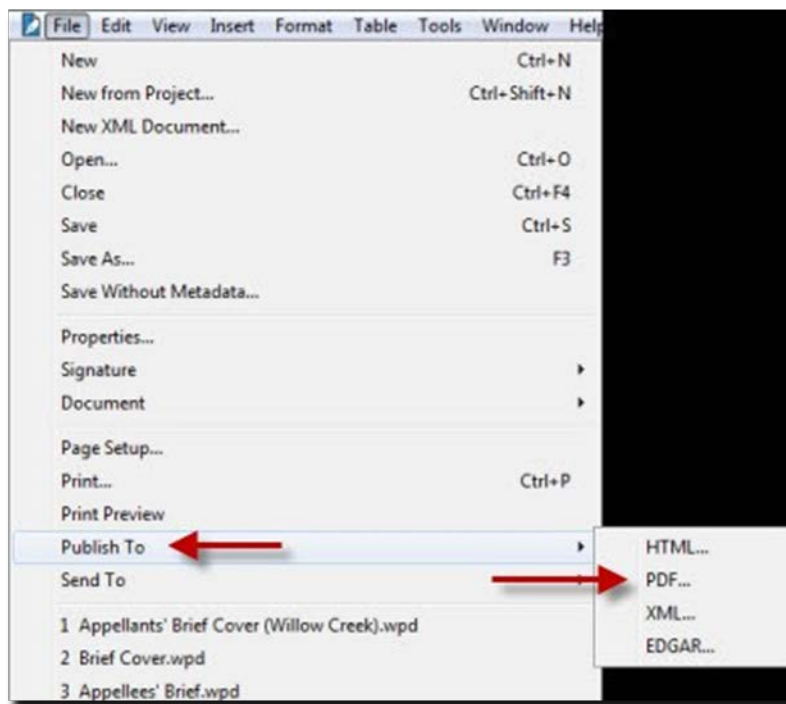 File Edit View Insert Format Table Tools Window Help
New Ctrl+N
New from Project... Ctrl+Shift+N
New XML Document...
Open... Ctrl+O
Close Ctrl+F4
Save Ctrl+S
Save As... F3
Save Without Metadata...
Properties...
Signature
Document
Page Setup...
Print... Ctrl+P
Print Preview
Publish To
HTML...
Send To
PDF...
XML...
EDGAR...
1 Appellants' Brief Cover (Willow Creek).wpd
2 Brief Cover.wpd
3 Appellees' Brief.wpd